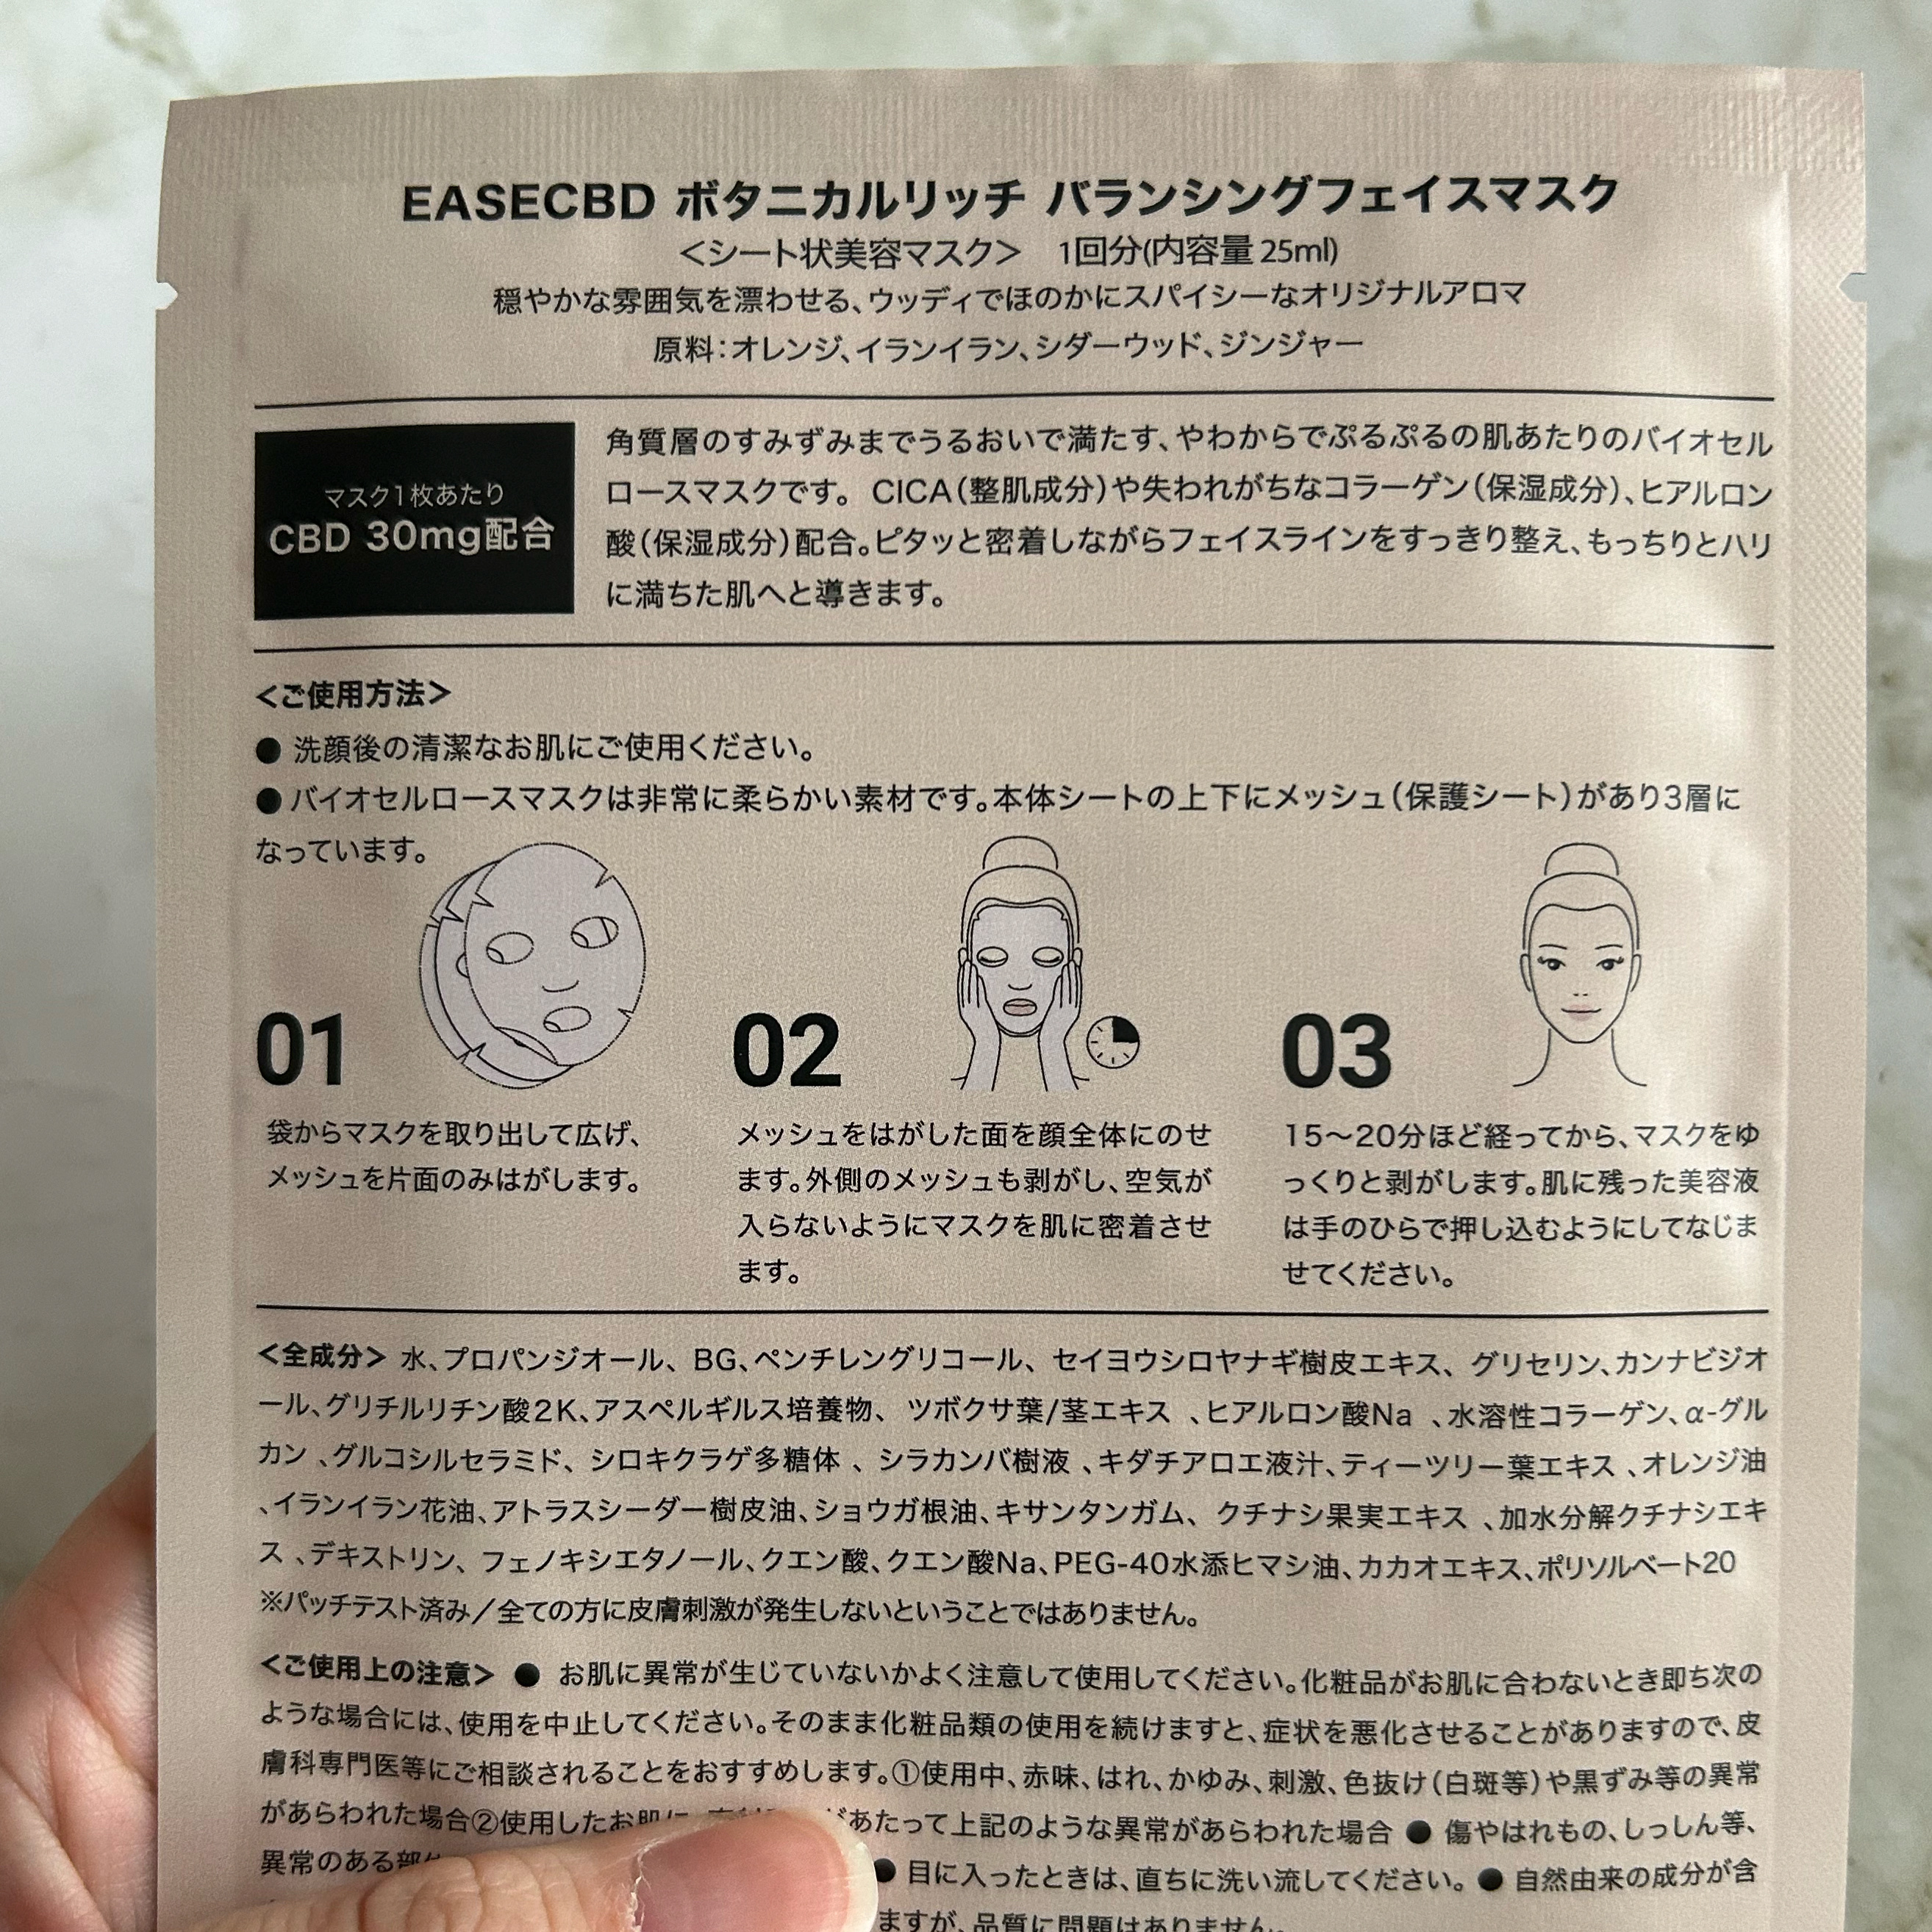 EASECBD ボタニカルリッチ バランシングフェイスマスク
＜シート状美容マスク＞ 1回分(内容量 25ml)
穏やかな雰囲気を漂わせる、ウッディでほのかにスパイシーなオリジナルアロマ
原料：オレンジ、イランイラン、シダーウッド、ジンジャー
マスク1枚あたり
CBD 30mg配合
角質層のすみずみまでうるおいで満たす、やわからでぷるぷるの肌あたりのバイオセル
ロースマスクです。 CICA（整肌成分）や失われがちなコラーゲン（保湿成分）、ヒアルロン
酸（保湿成分）配合。ピタッと密着しながらフェイスラインをすっきり整え、もっちりとハリ
に満ちた肌へと導きます。
＜ご使用方法＞
● 洗顔後の清潔なお肌にご使用ください。
● バイオセルロースマスクは非常に柔らかい素材です。本体シートの上下にメッシュ（保護シート）があり3層に
なっています。
01
袋からマスクを取り出して広げ、
メッシュを片面のみはがします。
02
メッシュをはがした面を顔全体にのせ
ます。外側のメッシュも剥がし、空気が
入らないようにマスクを肌に密着させ
ます。
03
15〜20分ほど経ってから、マスクをゆ
っくりと剥がします。肌に残った美容液
は手のひらで押し込むようにしてなじま
せてください。
＜全成分＞ 水、プロパンジオール、 BG、ペンチレングリコール、 セイヨウシロヤナギ樹皮エキス、 グリセリン、カンナビジオ
ール、グリチルリチン酸2K、アスペルギルス培養物、 ツボクサ葉/茎エキス 、ヒアルロン酸Na 、水溶性コラーゲン、α-グル
カン 、グルコシルセラミド、 シロキクラゲ多糖体 、 シラカンバ樹液 、キダチアロエ液汁、ティーツリー葉エキス 、オレンジ油
、イランイラン花油、アトラスシーダー樹皮油、ショウガ根油、キサンタンガム、 クチナシ果実エキス 、加水分解クチナシエキ
ス 、デキストリン、 フェノキシエタノール、クエン酸、クエン酸Na、PEG-40水添ヒマシ油、カカオエキス、ポリソルベート20
※パッチテスト済み／全ての方に皮膚刺激が発生しないということではありません。
＜ご使用上の注意＞ ● お肌に異常が生じていないかよく注意して使用してください。化粧品がお肌に合わないとき即ち次の
ような場合には、使用を中止してください。そのまま化粧品類の使用を続けますと、症状を悪化させることがありますので、皮
膚科専門医等にご相談されることをおすすめします。①使用中、赤味、はれ、かゆみ、刺激、色抜け（白斑等）や黒ずみ等の異常
があらわれた場合②使用したお肌に、 があたって上記のような異常があらわれた場合 ● 傷やはれもの、しっしん等、
異常のある ● 目に入ったときは、直ちに洗い流してください。 ● 自然由来の成分が含
ますが、品質に問題はありません。